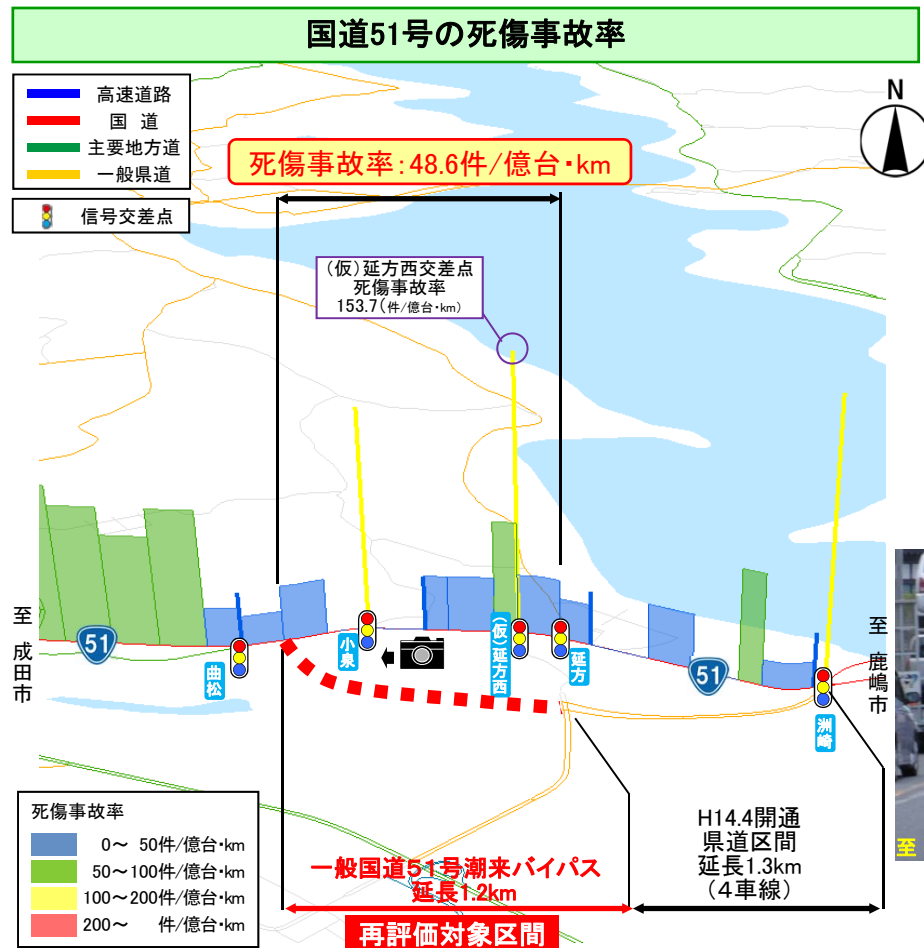 国道51号の死傷事故率
高速道路
国 道
主要地方道
一般県道
信号交差点
N
死傷事故率:48.6件/億台・km
(仮)延方西交差点
死傷事故率
153.7(件/億台・km)
至 成田市
51
曲松
小泉
(仮)延方西
延方
51
洲崎
至 鹿嶋市
至
死傷事故率
0~ 50件/億台・km
50~100件/億台・km
100~200件/億台・km
200~ 件/億台・km
一般国道51号潮来バイパス
延長1.2km
再評価対象区間
H14.4開通
県道区間
延長1.3km
(4車線)